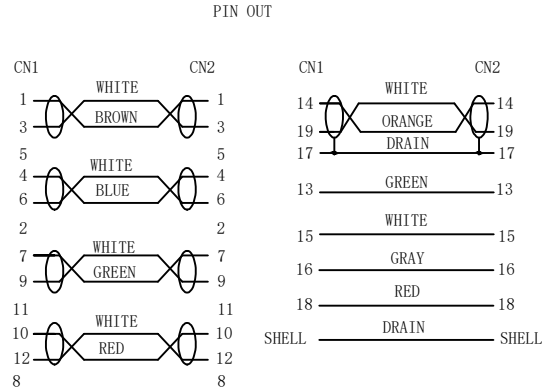 PIN OUT
CN1 CN2
WHITE
1 1
BROWN
3 3
5 5
WHITE
4 4
BLUE
6 6
2 2
WHITE
7 7
GREEN
9 9
11 11
WHITE
10 10
RED
12 12
8 8
CN1 CN2
WHITE
14 14
ORANGE
19 19
DRAIN
17 17
GREEN
13 13
WHITE
15 15
GRAY
16 16
RED
18 18
DRAIN
SHELL SHELL